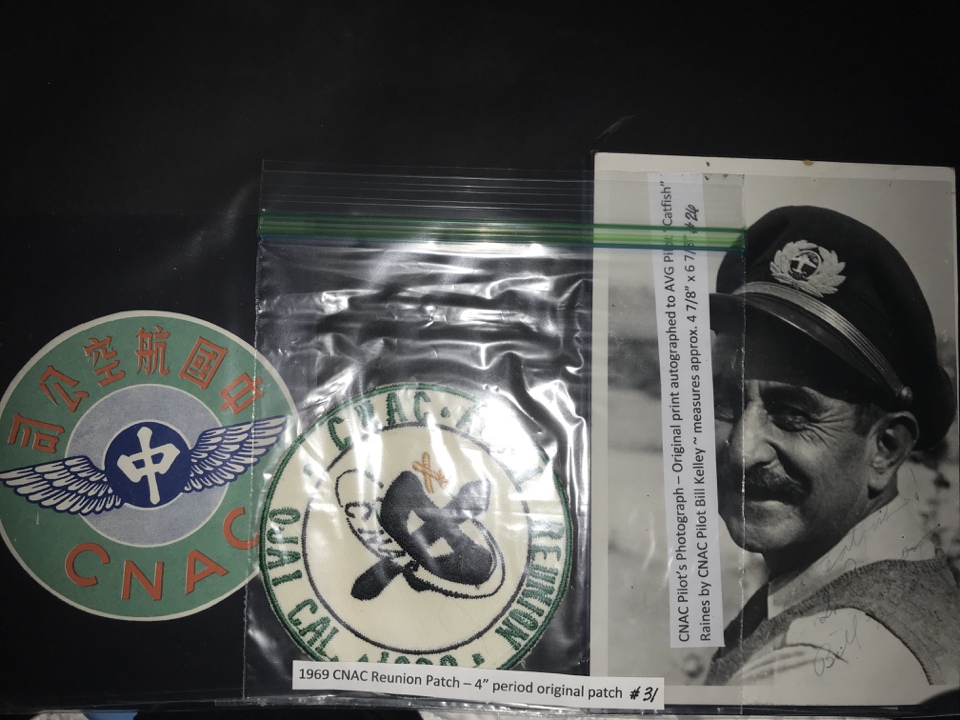 中國航空公司
中
CNAC
CNAC
REUNION
OJAI CAL.
1969 CNAC Reunion Patch – 4” period original patch #31
CNAC Pilot’s Photograph – Original print autographed to AVG Pilot “Catfish”
Raines by CNAC Pilot Bill Kelley ~ measures approx. 4 7/8” x 6 7/8” #26
Bill